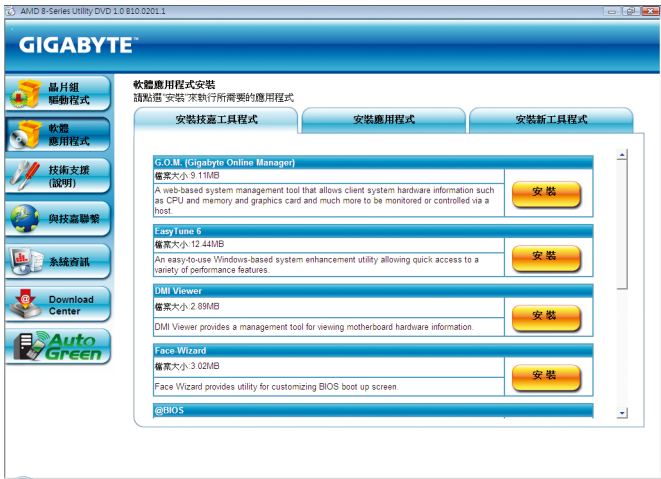 AMD 8-Series Utility DVD 1.0 B10.0201.1
GIGABYTE™
晶片組
驅動程式
軟體
應用程式
技術支援
(說明)
與技嘉聯繫
系統資訊
Download
Center
Auto
Green
軟體應用程式安裝
請點選"安裝"來執行所需要的應用程式
安裝技嘉工具程式
安裝應用程式
安裝新工具程式
G.O.M. (Gigabyte Online Manager)
檔案大小:9.11MB
A web-based system management tool that allows client system hardware information such
as CPU and memory and graphics card and much more to be monitored or controlled via a
host.
安裝
EasyTune 6
檔案大小:12.44MB
An easy-to-use Windows-based system enhancement utility allowing quick access to a
variety of performance features.
安裝
DMI Viewer
檔案大小:2.89MB
DMI Viewer provides a management tool for viewing motherboard hardware information.
安裝
Face-Wizard
檔案大小:3.02MB
Face Wizard provides utility for customizing BIOS boot up screen.
安裝
@BIOS